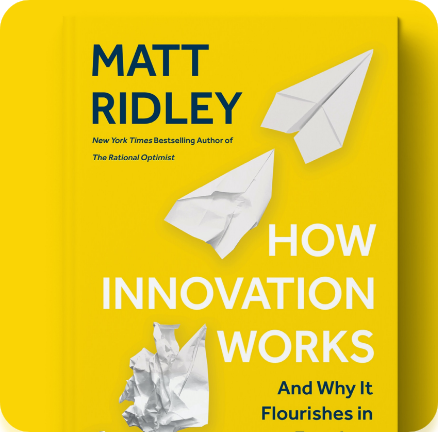 MATT
RIDLEY
New York Times Bestselling Author of
The Rational Optimist
HOW
INNOVATION
WORKS
And Why It
Flourishes in